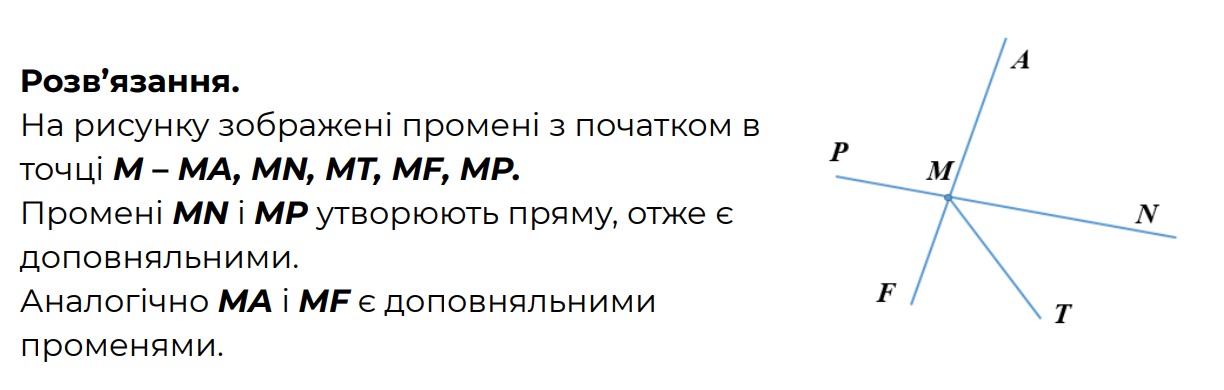 Розв’язання.
На рисунку зображені промені з початком в
точці M – MA, MN, MT, MF, MP.
Промені MN і MP утворюють пряму, отже є
доповняльними.
Аналогічно MA і MF є доповняльними
променями.
A
P
M
N
F
T